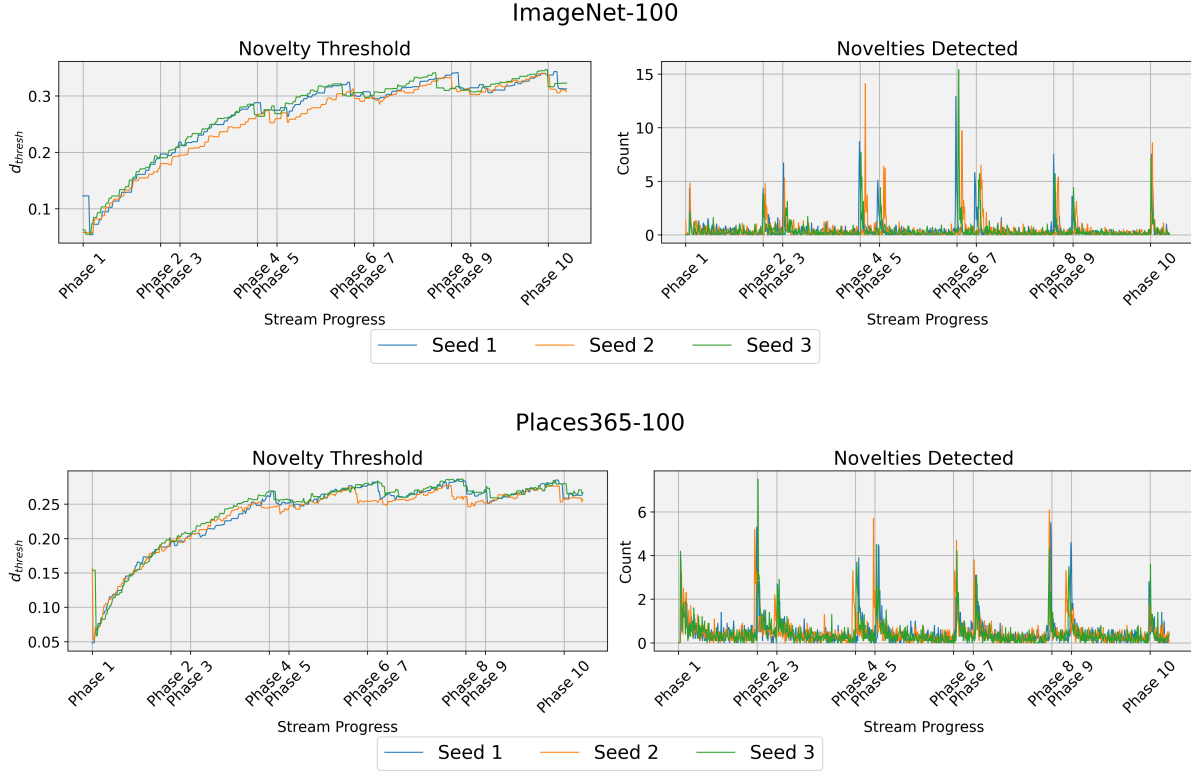 ImageNet-100
Novelty Threshold
Novelties Detected
0.3
0.2
0.1
d_thresh
Phase 1
Phase 2
Phase 3
Phase 4
Phase 5
Phase 6
Phase 7
Phase 8
Phase 9
Phase 10
Stream Progress
15
10
5
0
Count
Phase 1
Phase 2
Phase 3
Phase 4
Phase 5
Phase 6
Phase 7
Phase 8
Phase 9
Phase 10
Stream Progress
Seed 1 Seed 2 Seed 3
Places365-100
Novelty Threshold
Novelties Detected
0.25
0.20
0.15
0.10
0.05
d_thresh
Phase 1
Phase 2
Phase 3
Phase 4
Phase 5
Phase 6
Phase 7
Phase 8
Phase 9
Phase 10
Stream Progress
6
4
2
0
Count
Phase 1
Phase 2
Phase 3
Phase 4
Phase 5
Phase 6
Phase 7
Phase 8
Phase 9
Phase 10
Stream Progress
Seed 1 Seed 2 Seed 3